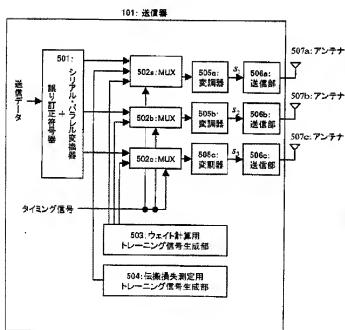 101: 送信器
501:
誤り訂正符号器
+
シリアル・パラレル変換器
送信データ
502a: MUX
505a:
変調器
s₁
506a:
送信部
507a: アンテナ
502b: MUX
505b:
変調器
s₂
506b:
送信部
507b: アンテナ
502c: MUX
505c:
変調器
s₃
506c:
送信部
507c: アンテナ
タイミング信号
503: ウェイト計算用
トレーニング信号生成部
504: 伝搬損失測定用
トレーニング信号生成部